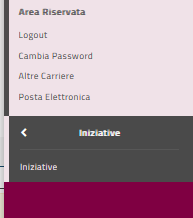 Area Riservata
Logout
Cambia Password
Altre Carriere
Posta Elettronica
Iniziative
Iniziative